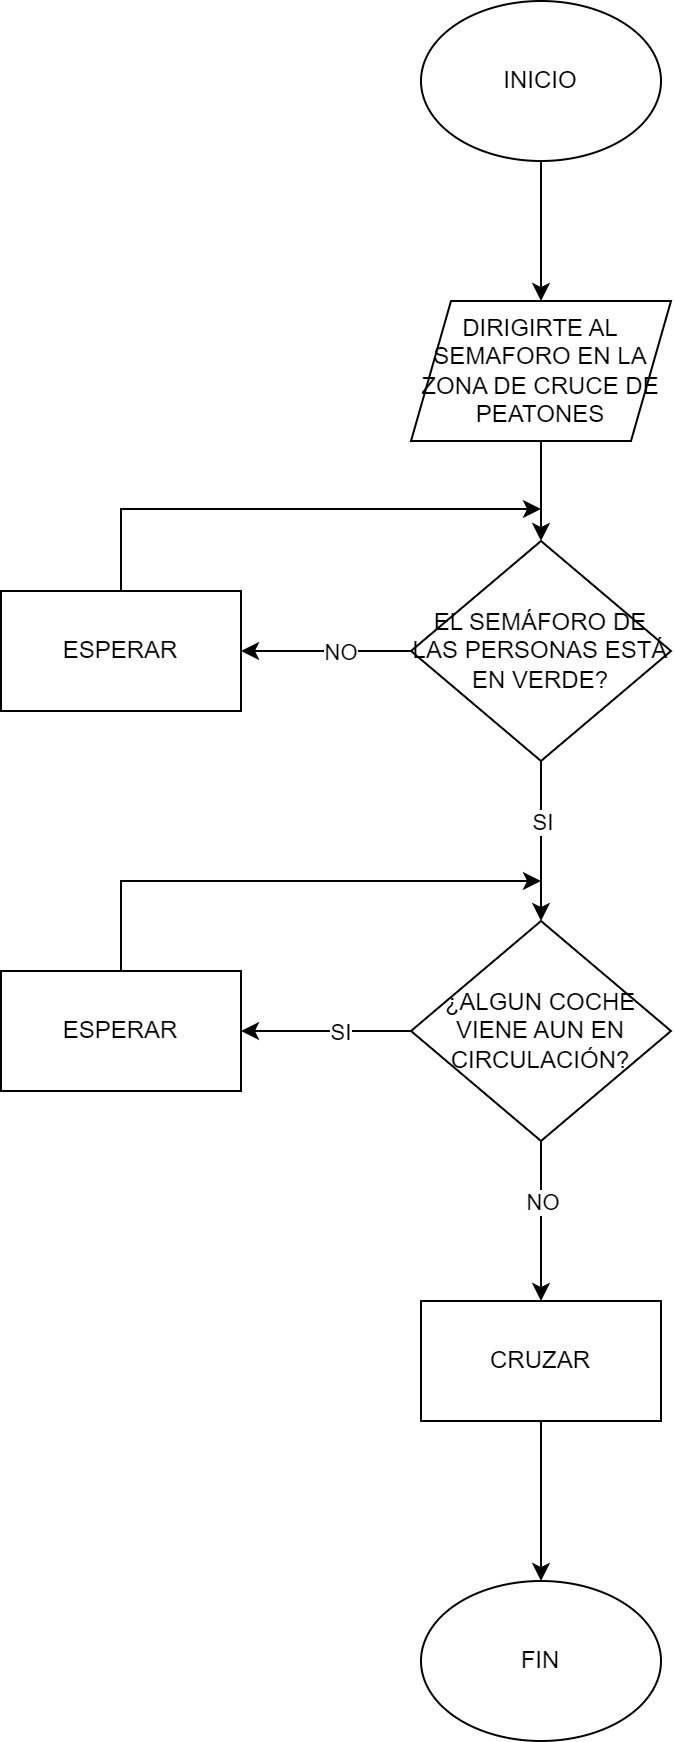 INICIO
DIRIGIRTE AL
SEMAFORO EN LA
ZONA DE CRUCE DE
PEATONES
EL SEMÁFORO DE
LAS PERSONAS ESTÁ
EN VERDE?
NO
ESPERAR
SI
¿ALGUN COCHE
VIENE AUN EN
CIRCULACIÓN?
SI
ESPERAR
NO
CRUZAR
FIN